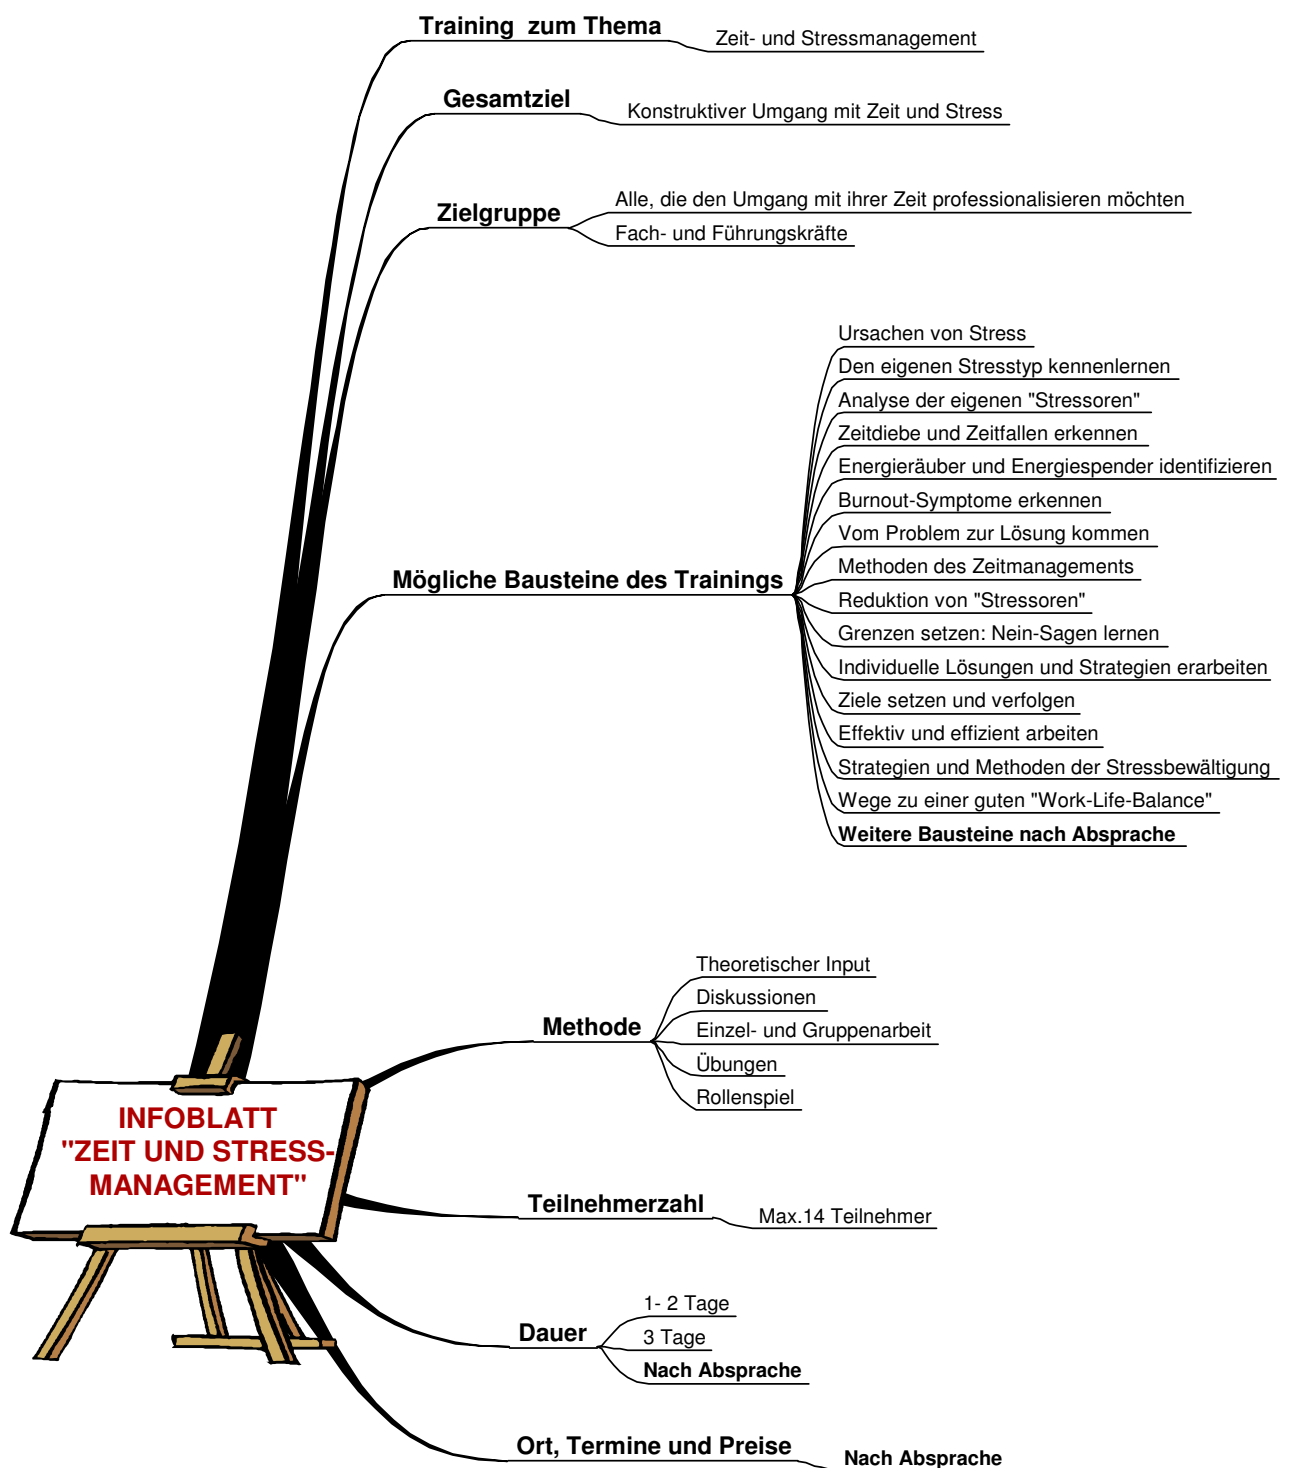 Training  zum Thema
Zeit- und Stressmanagement
Gesamtziel
Konstruktiver Umgang mit Zeit und Stress
Zielgruppe
Alle, die den Umgang mit ihrer Zeit professionalisieren möchten
Fach- und Führungskräfte
Mögliche Bausteine des Trainings
Ursachen von Stress
Den eigenen Stresstyp kennenlernen
Analyse der eigenen "Stressoren"
Zeitdiebe und Zeitfallen erkennen
Energieräuber und Energiespender identifizieren
Burnout-Symptome erkennen
Vom Problem zur Lösung kommen
Methoden des Zeitmanagements
Reduktion von "Stressoren"
Grenzen setzen: Nein-Sagen lernen
Individuelle Lösungen und Strategien erarbeiten
Ziele setzen und verfolgen
Effektiv und effizient arbeiten
Strategien und Methoden der Stressbewältigung
Wege zu einer guten "Work-Life-Balance"
Weitere Bausteine nach Absprache
Methode
Theoretischer Input
Diskussionen
Einzel- und Gruppenarbeit
Übungen
Rollenspiel
INFOBLATT
"ZEIT UND STRESS-
MANAGEMENT"
Teilnehmerzahl
Max.14 Teilnehmer
Dauer
1- 2 Tage
3 Tage
Nach Absprache
Ort, Termine und Preise
Nach Absprache